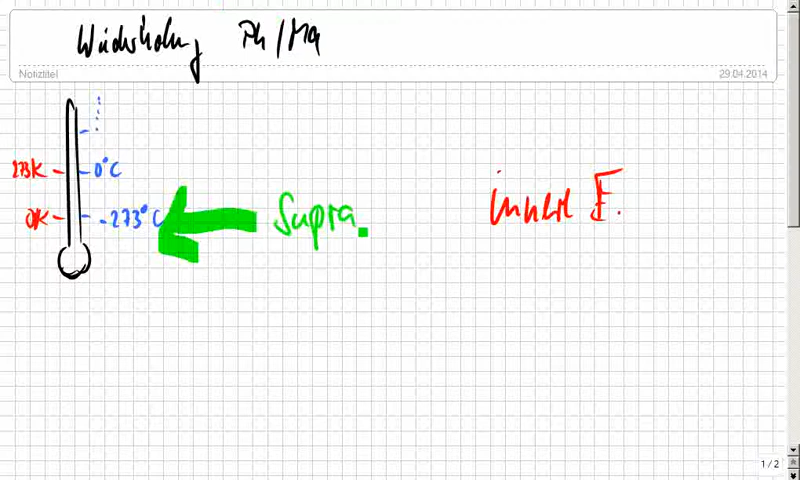 Wiederholung Ph/Ma
Notiztitel
29.04.2014
273K
0°C
0K
-273°C
Supra.
innere E.
1/2